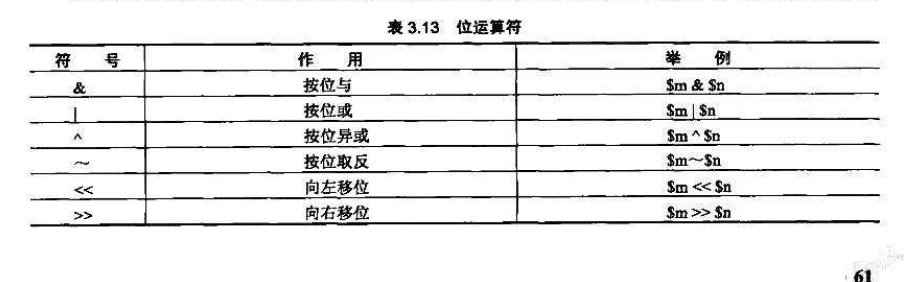 表 3.13 位运算符
符 号 作 用 举 例
& 按位与 $m & $n
| 按位或 $m | $n
^ 按位异或 $m ^ $n
～ 按位取反 $m～$n
<< 向左移位 $m << $n
>> 向右移位 $m >> $n
61